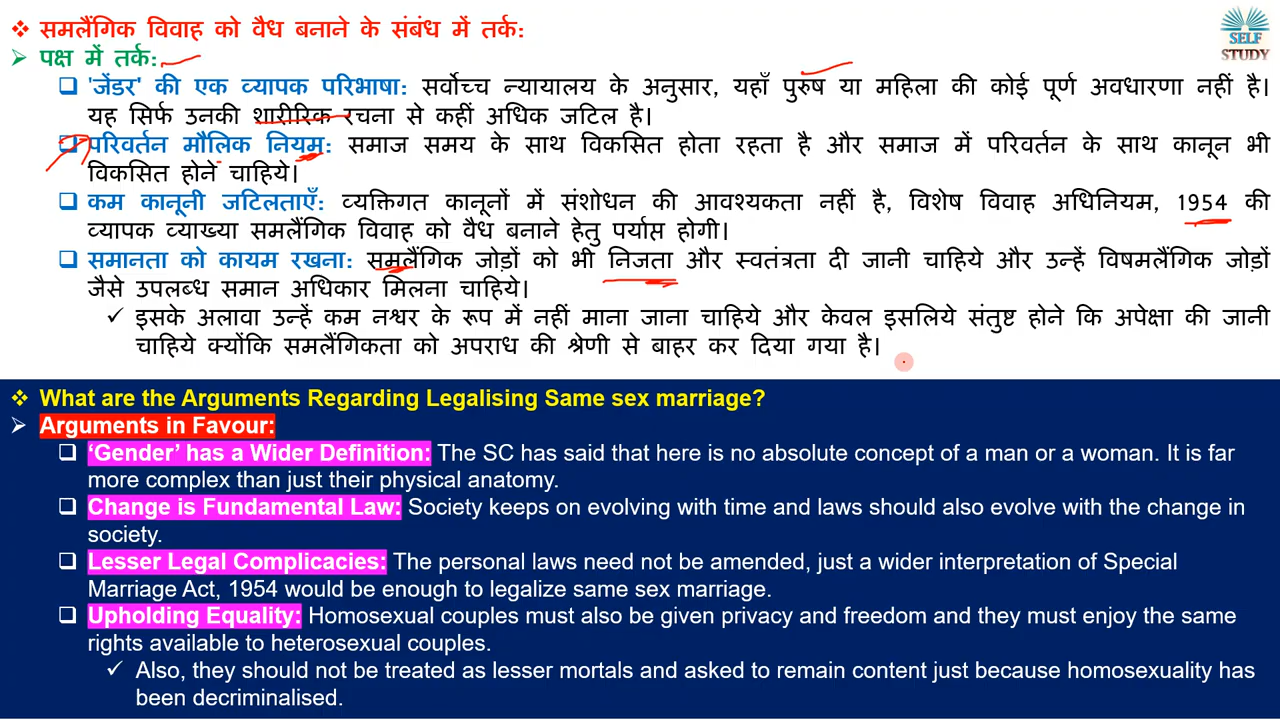 ❖ समलैंगिक विवाह को वैध बनाने के संबंध में तर्क:
SELF
STUDY
➢ पक्ष में तर्क:
❑ 'जेंडर' की एक व्यापक परिभाषा: सर्वोच्च न्यायालय के अनुसार, यहाँ पुरुष या महिला की कोई पूर्ण अवधारणा नहीं है।
यह सिर्फ उनकी शारीरिक रचना से कहीं अधिक जटिल है।
❑ परिवर्तन मौलिक नियम: समाज समय के साथ विकसित होता रहता है और समाज में परिवर्तन के साथ कानून भी
विकसित होने चाहिये।
❑ कम कानूनी जटिलताएँ: व्यक्तिगत कानूनों में संशोधन की आवश्यकता नहीं है, विशेष विवाह अधिनियम, 1954 की
व्यापक व्याख्या समलैंगिक विवाह को वैध बनाने हेतु पर्याप्त होगी।
❑ समानता को कायम रखना: समलैंगिक जोड़ों को भी निजता और स्वतंत्रता दी जानी चाहिये और उन्हें विषमलैंगिक जोड़ों
जैसे उपलब्ध समान अधिकार मिलना चाहिये।
✓ इसके अलावा उन्हें कम नश्वर के रूप में नहीं माना जाना चाहिये और केवल इसलिये संतुष्ट होने कि अपेक्षा की जानी
चाहिये क्योंकि समलैंगिकता को अपराध की श्रेणी से बाहर कर दिया गया है।
❖ What are the Arguments Regarding Legalising Same sex marriage?
➢ Arguments in Favour:
❑ ‘Gender’ has a Wider Definition: The SC has said that here is no absolute concept of a man or a woman. It is far
more complex than just their physical anatomy.
❑ Change is Fundamental Law: Society keeps on evolving with time and laws should also evolve with the change in
society.
❑ Lesser Legal Complicacies: The personal laws need not be amended, just a wider interpretation of Special
Marriage Act, 1954 would be enough to legalize same sex marriage.
❑ Upholding Equality: Homosexual couples must also be given privacy and freedom and they must enjoy the same
rights available to heterosexual couples.
✓ Also, they should not be treated as lesser mortals and asked to remain content just because homosexuality has
been decriminalised.